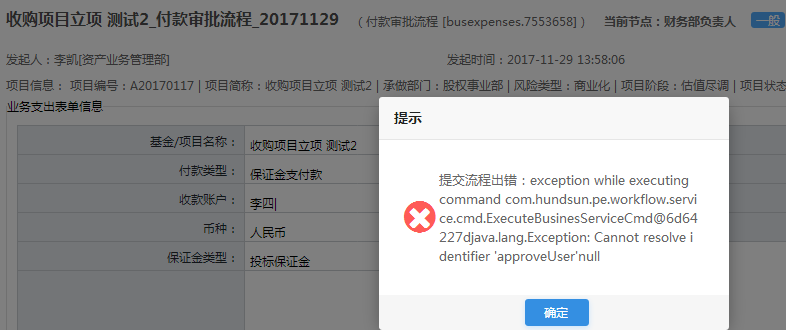 收购项目立项 测试2_付款审批流程_20171129 （付款审批流程 [busexpenses.7553658]） 当前节点：财务部负责人 一般
发起人：李凯[资产业务管理部] 发起时间：2017-11-29 13:58:06
项目信息： 项目编号：A20170117 | 项目简称：收购项目立项 测试2 | 承做部门：股权事业部 | 风险类型：商业化 | 项目阶段：估值尽调 | 项目状态
业务支出表单信息
基金/项目名称： 收购项目立项 测试2
付款类型： 保证金支付款
收款账户： 李四
币种： 人民币
保证金类型： 投标保证金
提示
提交流程出错：exception while executing
command com.hundsun.pe.workflow.servi
ce.cmd.ExecuteBusinesServiceCmd@6d64
227djava.lang.Exception: Cannot resolve i
dentifier 'approveUser'null
确定